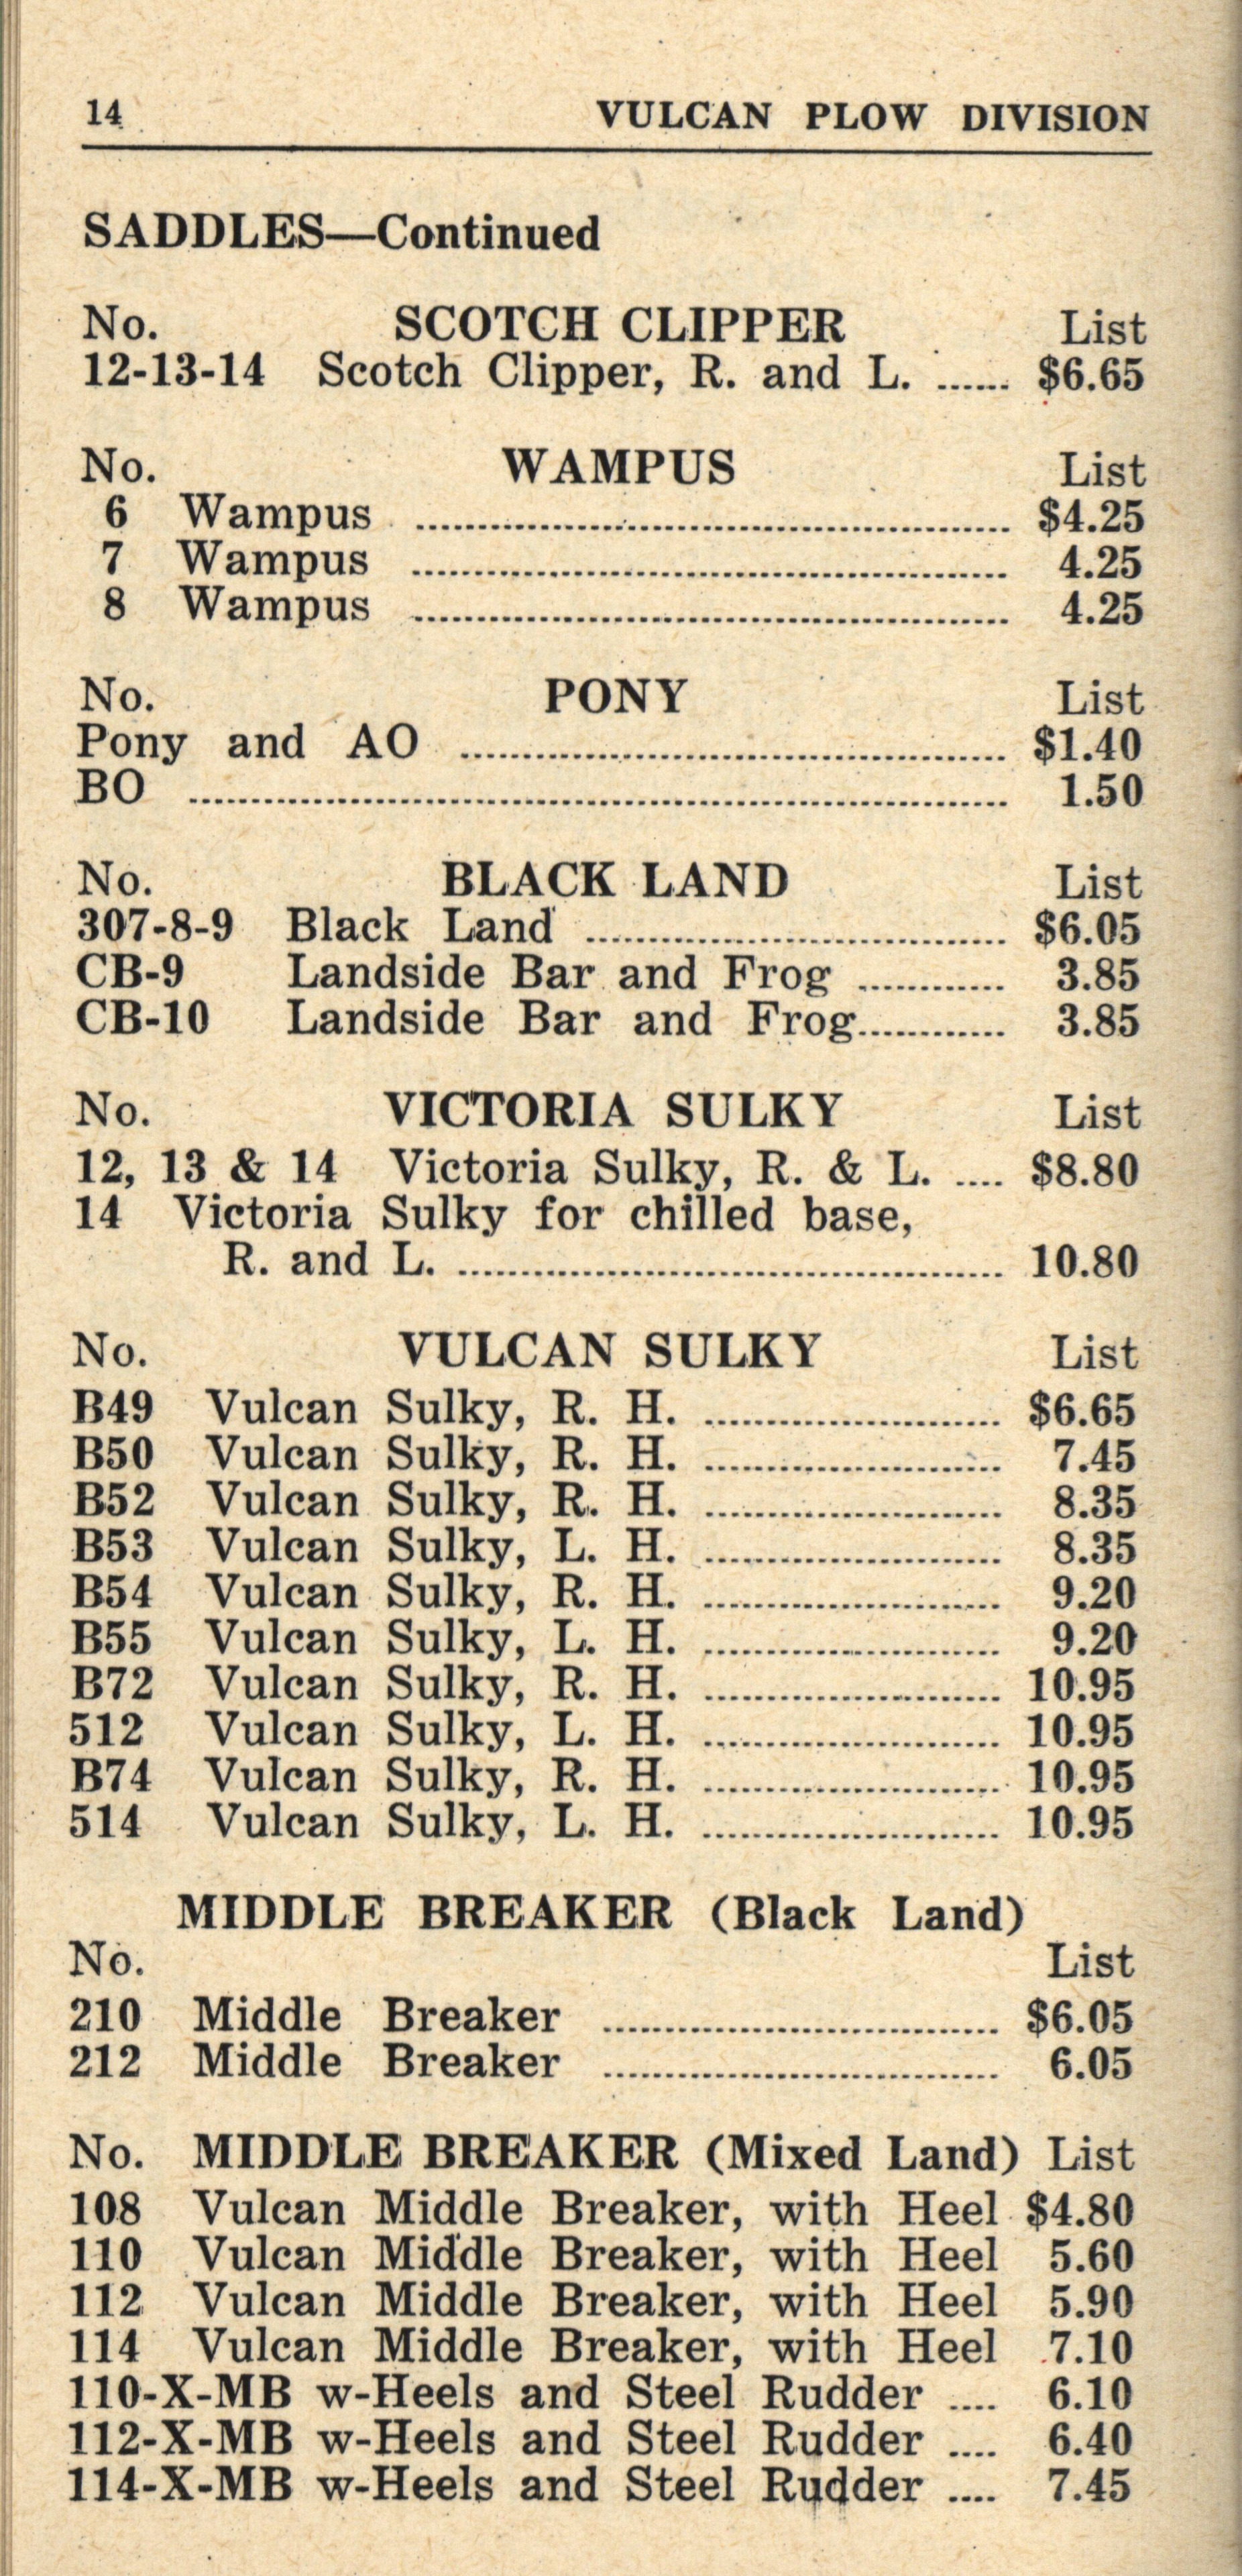 14 VULCAN PLOW DIVISION
SADDLES—Continued
No. SCOTCH CLIPPER List
12-13-14 Scotch Clipper, R. and L. ...... $6.65
No. WAMPUS List
6 Wampus ...... $4.25
7 Wampus ...... 4.25
8 Wampus ...... 4.25
No. PONY List
Pony and AO ...... $1.40
BO ...... 1.50
No. BLACK LAND List
307-8-9 Black Land ...... $6.05
CB-9 Landside Bar and Frog ...... 3.85
CB-10 Landside Bar and Frog...... 3.85
No. VICTORIA SULKY List
12, 13 & 14 Victoria Sulky, R. & L. .... $8.80
14 Victoria Sulky for chilled base,
R. and L. ...... 10.80
No. VULCAN SULKY List
B49 Vulcan Sulky, R. H. ...... $6.65
B50 Vulcan Sulky, R. H. ...... 7.45
B52 Vulcan Sulky, R. H. ...... 8.35
B53 Vulcan Sulky, L. H. ...... 8.35
B54 Vulcan Sulky, R. H. ...... 9.20
B55 Vulcan Sulky, L. H. ...... 9.20
B72 Vulcan Sulky, R. H. ...... 10.95
512 Vulcan Sulky, L. H. ...... 10.95
B74 Vulcan Sulky, R. H. ...... 10.95
514 Vulcan Sulky, L. H. ...... 10.95
MIDDLE BREAKER (Black Land)
No. List
210 Middle Breaker ...... $6.05
212 Middle Breaker ...... 6.05
No. MIDDLE BREAKER (Mixed Land) List
108 Vulcan Middle Breaker, with Heel $4.80
110 Vulcan Middle Breaker, with Heel 5.60
112 Vulcan Middle Breaker, with Heel 5.90
114 Vulcan Middle Breaker, with Heel 7.10
110-X-MB w-Heels and Steel Rudder .... 6.10
112-X-MB w-Heels and Steel Rudder .... 6.40
114-X-MB w-Heels and Steel Rudder .... 7.45